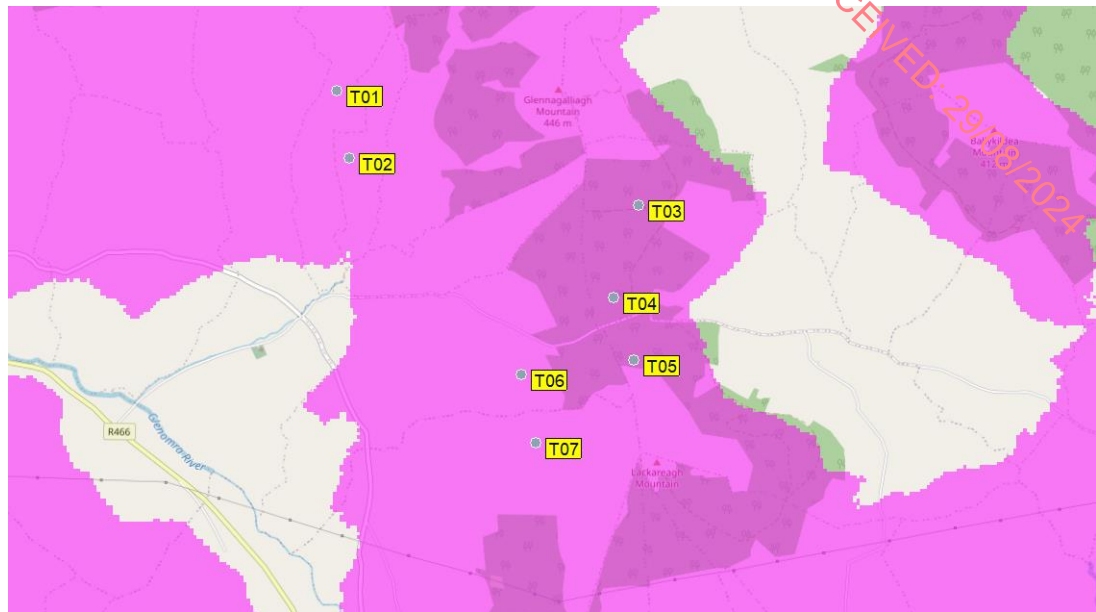 CEIVED: 29/08/2024
T01
Glennagalliagh
Mountain
446 m
T02
Mountain
T03
T04
T05
T06
R466
Glenomra River
T07
Lackareagh
Mountain